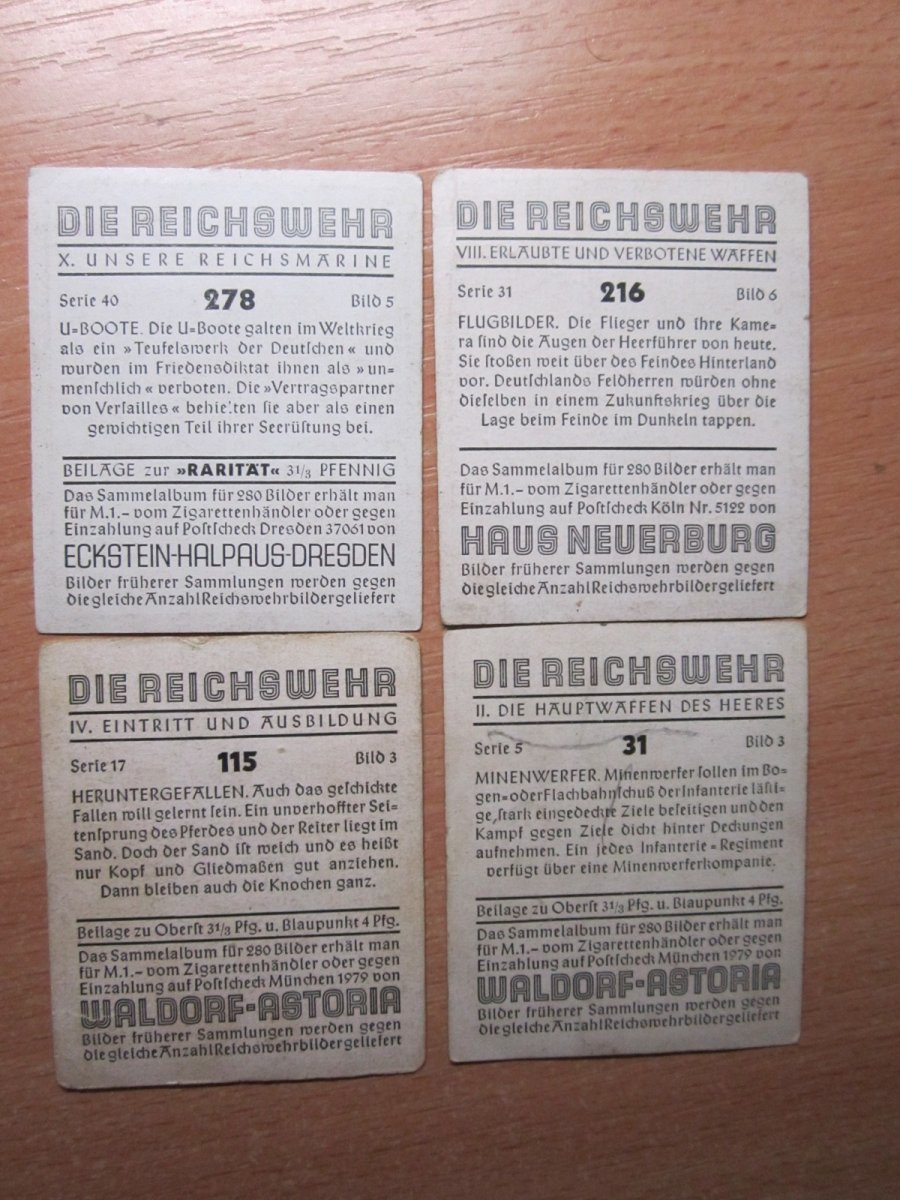 DIE REICHSWEHR
X. UNSERE REICHSMARINE
Serie 40 278 Bild 5
U=BOOTE. Die U=Boote galten im Weltkrieg
als ein »Teufelswerk der Deutschen« und
wurden im Friedensdiktat ihnen als »un=
menschlich« verboten. Die »Vertragspartner
von Versailles« behielten sie aber als einen
gewichtigen Teil ihrer Seerüstung bei.
BEILAGE zur »RARITÄT« 3 1/3 PFENNIG
Das Sammelalbum für 280 Bilder erhält man
für M.1.– vom Zigarettenhändler oder gegen
Einzahlung auf Postscheck Dresden 37061 von
ECKSTEIN-HALPAUS-DRESDEN
Bilder früherer Sammlungen werden gegen
die gleiche Anzahl Reichswehrbilder geliefert
DIE REICHSWEHR
VIII. ERLAUBTE UND VERBOTENE WAFFEN
Serie 31 216 Bild 6
FLUGBILDER. Die Flieger und ihre Kame=
ra sind die Augen der Heerführer von heute.
Sie stoßen weit über des Feindes Hinterland
vor. Deutschlands Feldherren würden ohne
dieselben in einem Zukunftskrieg über die
Lage beim Feinde im Dunkeln tappen.
Das Sammelalbum für 280 Bilder erhält man
für M.1.– vom Zigarettenhändler oder gegen
Einzahlung auf Postscheck Köln Nr. 5122 von
HAUS NEUERBURG
Bilder früherer Sammlungen werden gegen
die gleiche Anzahl Reichswehrbilder geliefert
DIE REICHSWEHR
IV. EINTRITT UND AUSBILDUNG
Serie 17 115 Bild 3
HERUNTERGEFALLEN. Auch das geschickte
Fallen will gelernt sein. Ein unverhoffter Sei=
tensprung des Pferdes und der Reiter liegt im
Sand. Doch der Sand ist weich und es heißt
nur Kopf und Gliedmaßen gut anziehen.
Dann bleiben auch die Knochen ganz.
Beilage zu Oberst 3 1/3 Pfg. u. Blaupunkt 4 Pfg.
Das Sammelalbum für 280 Bilder erhält man
für M.1.– vom Zigarettenhändler oder gegen
Einzahlung auf Postscheck München 1979 von
WALDORF-ASTORIA
Bilder früherer Sammlungen werden gegen
die gleiche Anzahl Reichswehrbilder geliefert
DIE REICHSWEHR
II. DIE HAUPTWAFFEN DES HEERES
Serie 5 31 Bild 3
MINENWERFER. Minenwerfer sollen im Bo=
gen= oder Flachbahnschuß der Infanterie lästi=
ge, stark eingedeckte Ziele beseitigen und den
Kampf gegen Ziele dicht hinter Deckungen
aufnehmen. Ein jedes Infanterie=Regiment
verfügt über eine Minenwerferkompanie.
Beilage zu Oberst 3 1/3 Pfg. u. Blaupunkt 4 Pfg.
Das Sammelalbum für 280 Bilder erhält man
für M.1.– vom Zigarettenhändler oder gegen
Einzahlung auf Postscheck München 1979 von
WALDORF-ASTORIA
Bilder früherer Sammlungen werden gegen
die gleiche Anzahl Reichswehrbilder geliefert